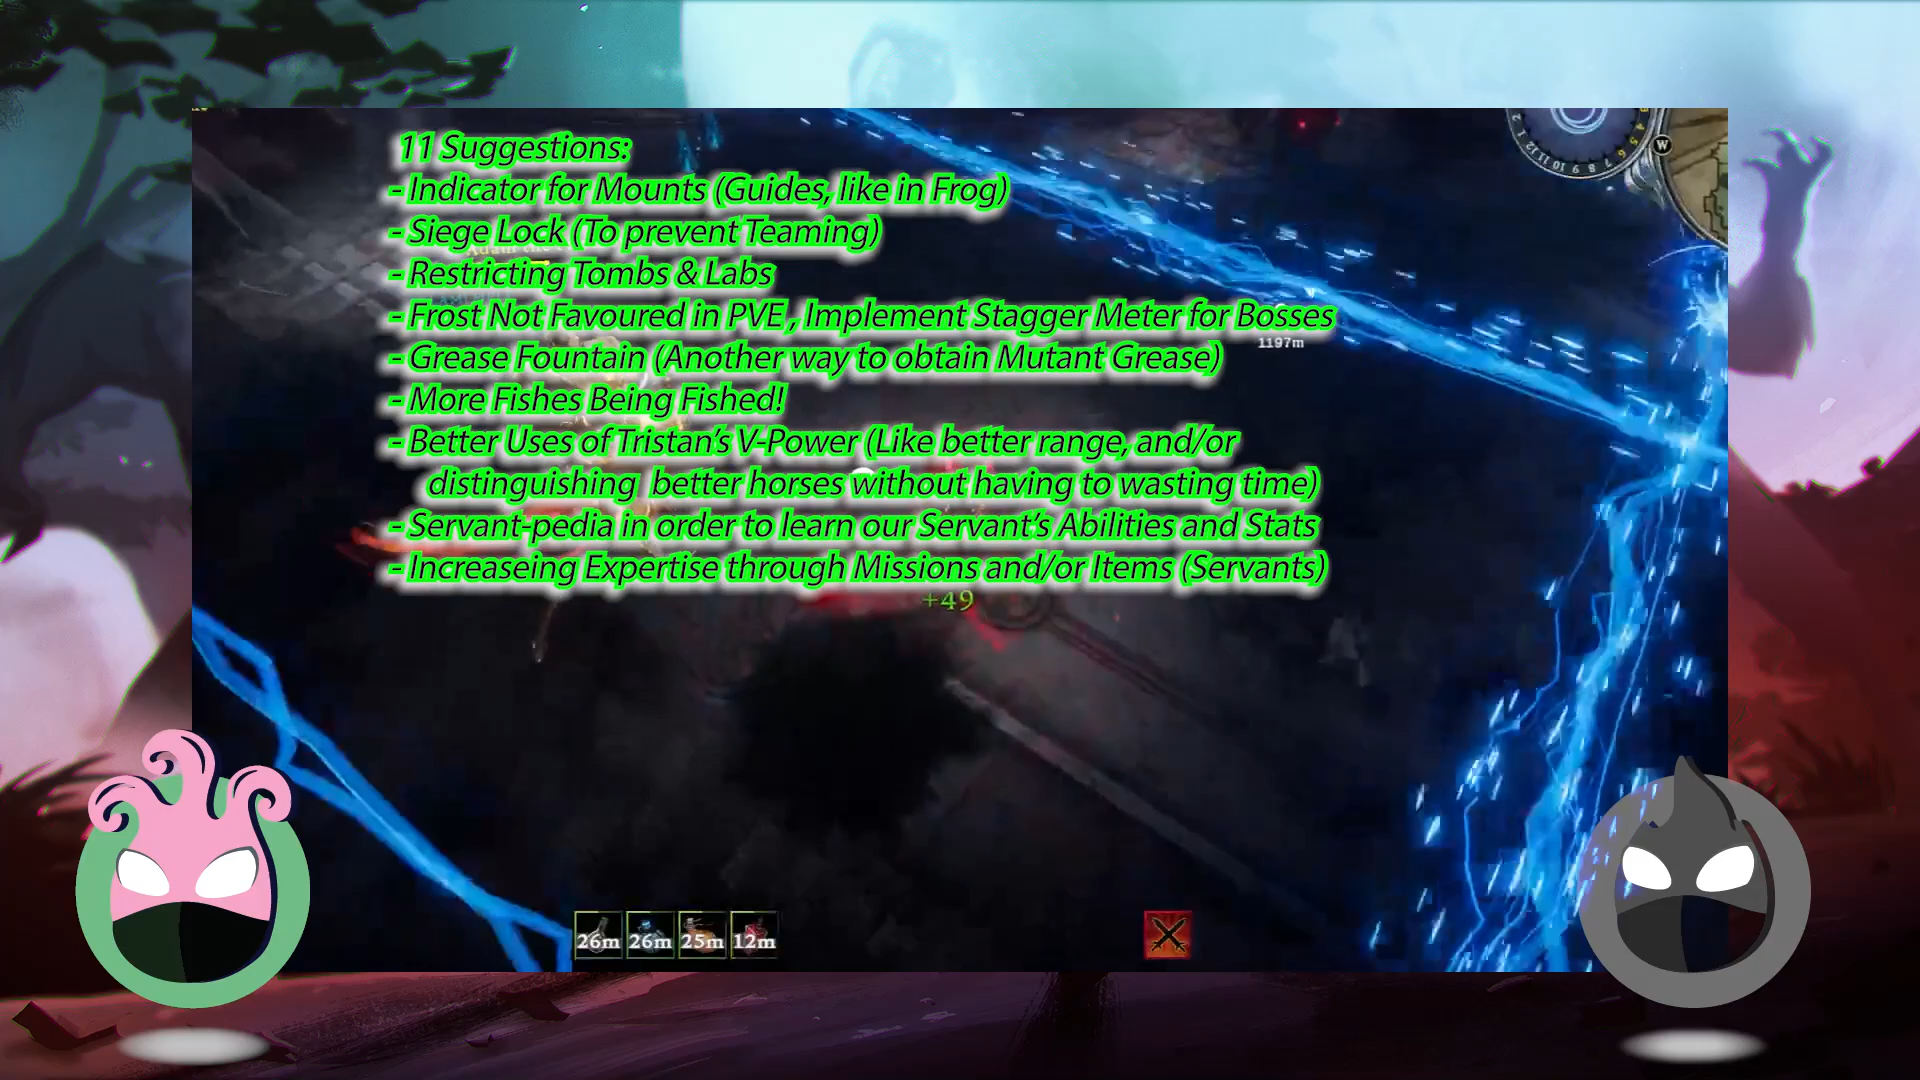 11 Suggestions:
- Indicator for Mounts (Guides, like in Frog)
- Siege Lock (To prevent Teaming)
- Restricting Tombs & Labs
- Frost Not Favoured in PVE , Implement Stagger Meter for Bosses
1197m
- Grease Fountain (Another way to obtain Mutant Grease)
- More Fishes Being Fished!
- Better Uses of Tristan's V-Power (Like better range, and/or
distinguishing better horses without having to wasting time)
- Servant-pedia in order to learn our Servant's Abilities and Stats
- Increaseing Expertise through Missions and/or Items (Servants)
+49
26m 26m 25m 12m
W